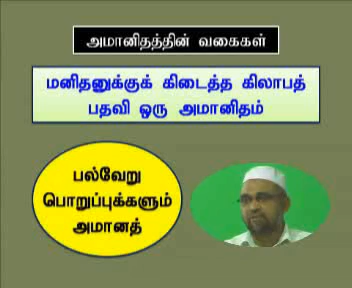 அமானிதத்தின் வகைகள்
மனிதனுக்குக் கிடைத்த கிலாபத்
பதவி ஒரு அமானிதம்
பல்வேறு
பொறுப்புக்களும்
அமானத்